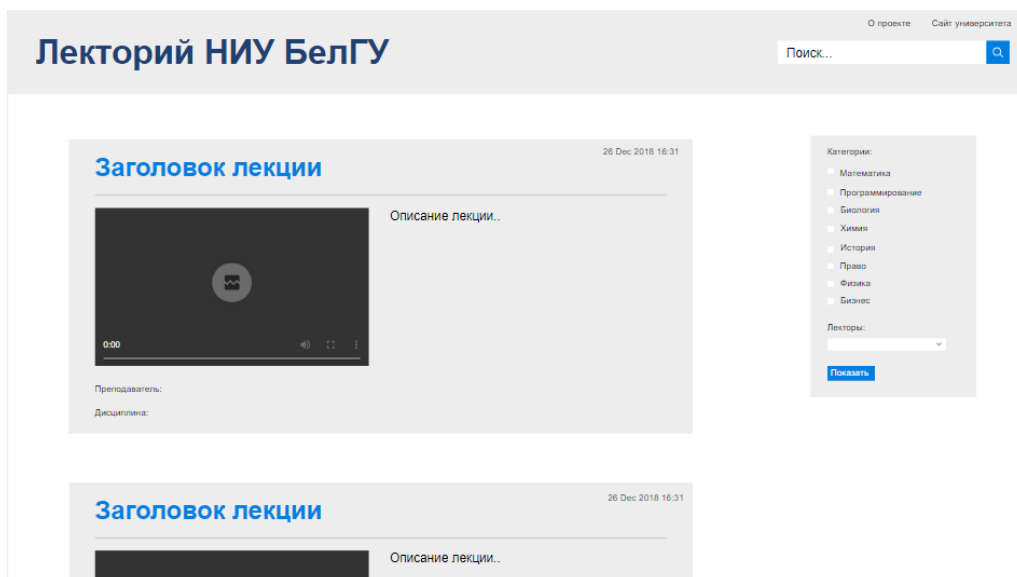 О проекте Сайт университета
Лекторий НИУ БелГУ
Поиск...
26 Dec 2016 16:31
Заголовок лекции
Описание лекции..
0:00
Преподаватель:
Дисциплина:
Категории:
Математика
Программирование
Биология
Химия
История
Право
Физика
Бизнес
Лекторы:
Показать
26 Dec 2018 16:31
Заголовок лекции
Описание лекции..